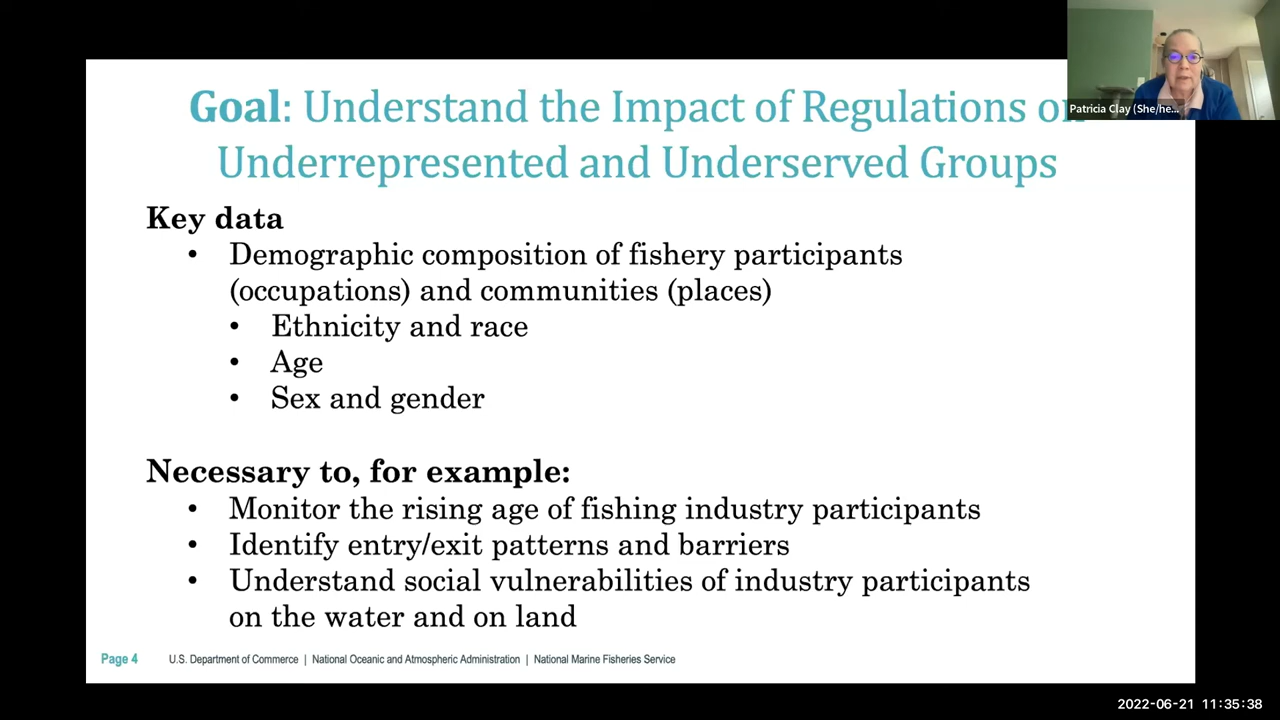 Goal: Understand the Impact of Regulations on
Underrepresented and Underserved Groups
Patricia Clay (She/he...
Key data
• Demographic composition of fishery participants
(occupations) and communities (places)
• Ethnicity and race
• Age
• Sex and gender
Necessary to, for example:
• Monitor the rising age of fishing industry participants
• Identify entry/exit patterns and barriers
• Understand social vulnerabilities of industry participants
on the water and on land
Page 4 U.S. Department of Commerce | National Oceanic and Atmospheric Administration | National Marine Fisheries Service
2022-06-21 11:35:38